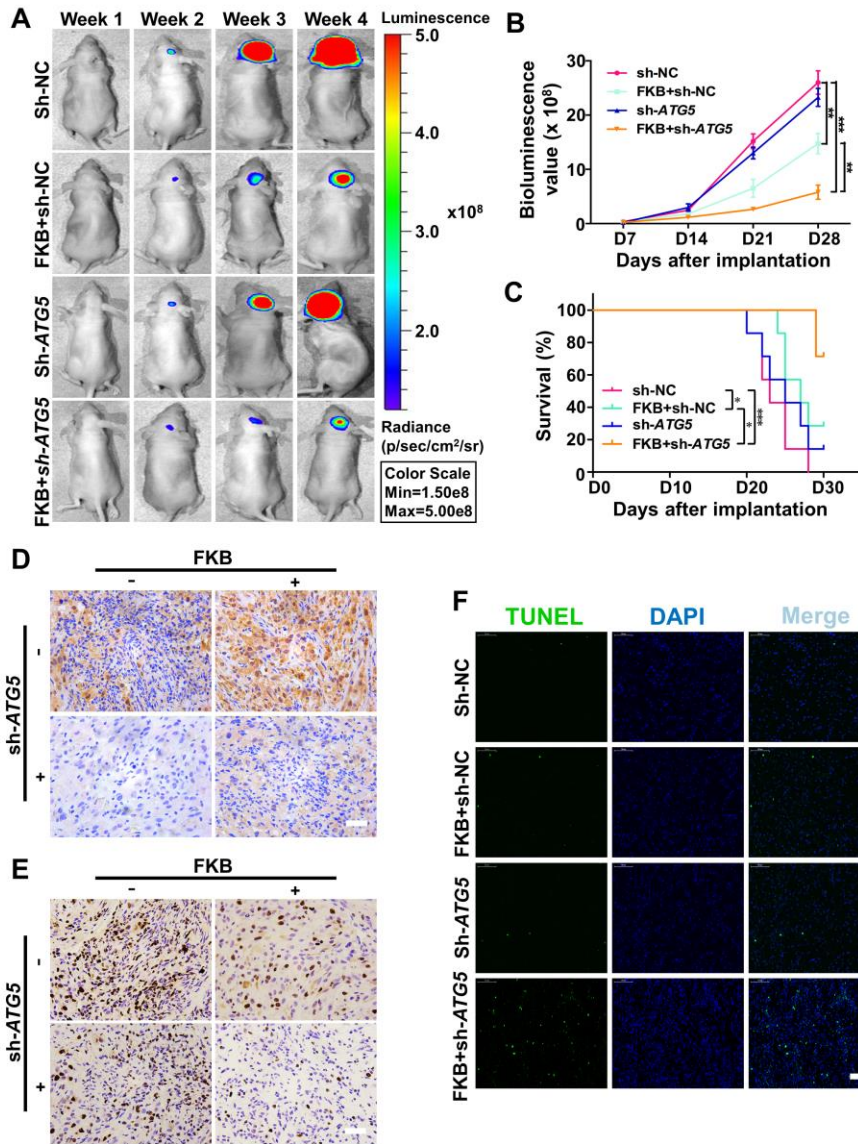 A
Week 1 Week 2 Week 3 Week 4 Luminescence
Sh-NC
FKB+sh-NC
Sh-ATG5
FKB+sh-ATG5
5.0
4.0
x10⁸
3.0
2.0
Radiance
(p/sec/cm²/sr)
Color Scale
Min=1.50e8
Max=5.00e8
B
Bioluminescence
value (x 10⁸)
30
20
10
0
sh-NC
FKB+sh-NC
sh-ATG5
FKB+sh-ATG5
**
***
**
D7 D14 D21 D28
Days after implantation
C
Survival (%)
100
80
60
40
20
0
sh-NC
FKB+sh-NC
sh-ATG5
FKB+sh-ATG5
*
*
***
D0 D10 D20 D30
Days after implantation
D
FKB
- +
sh-ATG5
-
+
E
FKB
- +
sh-ATG5
-
+
F
TUNEL DAPI Merge
Sh-NC
FKB+sh-NC
Sh-ATG5
FKB+sh-ATG5